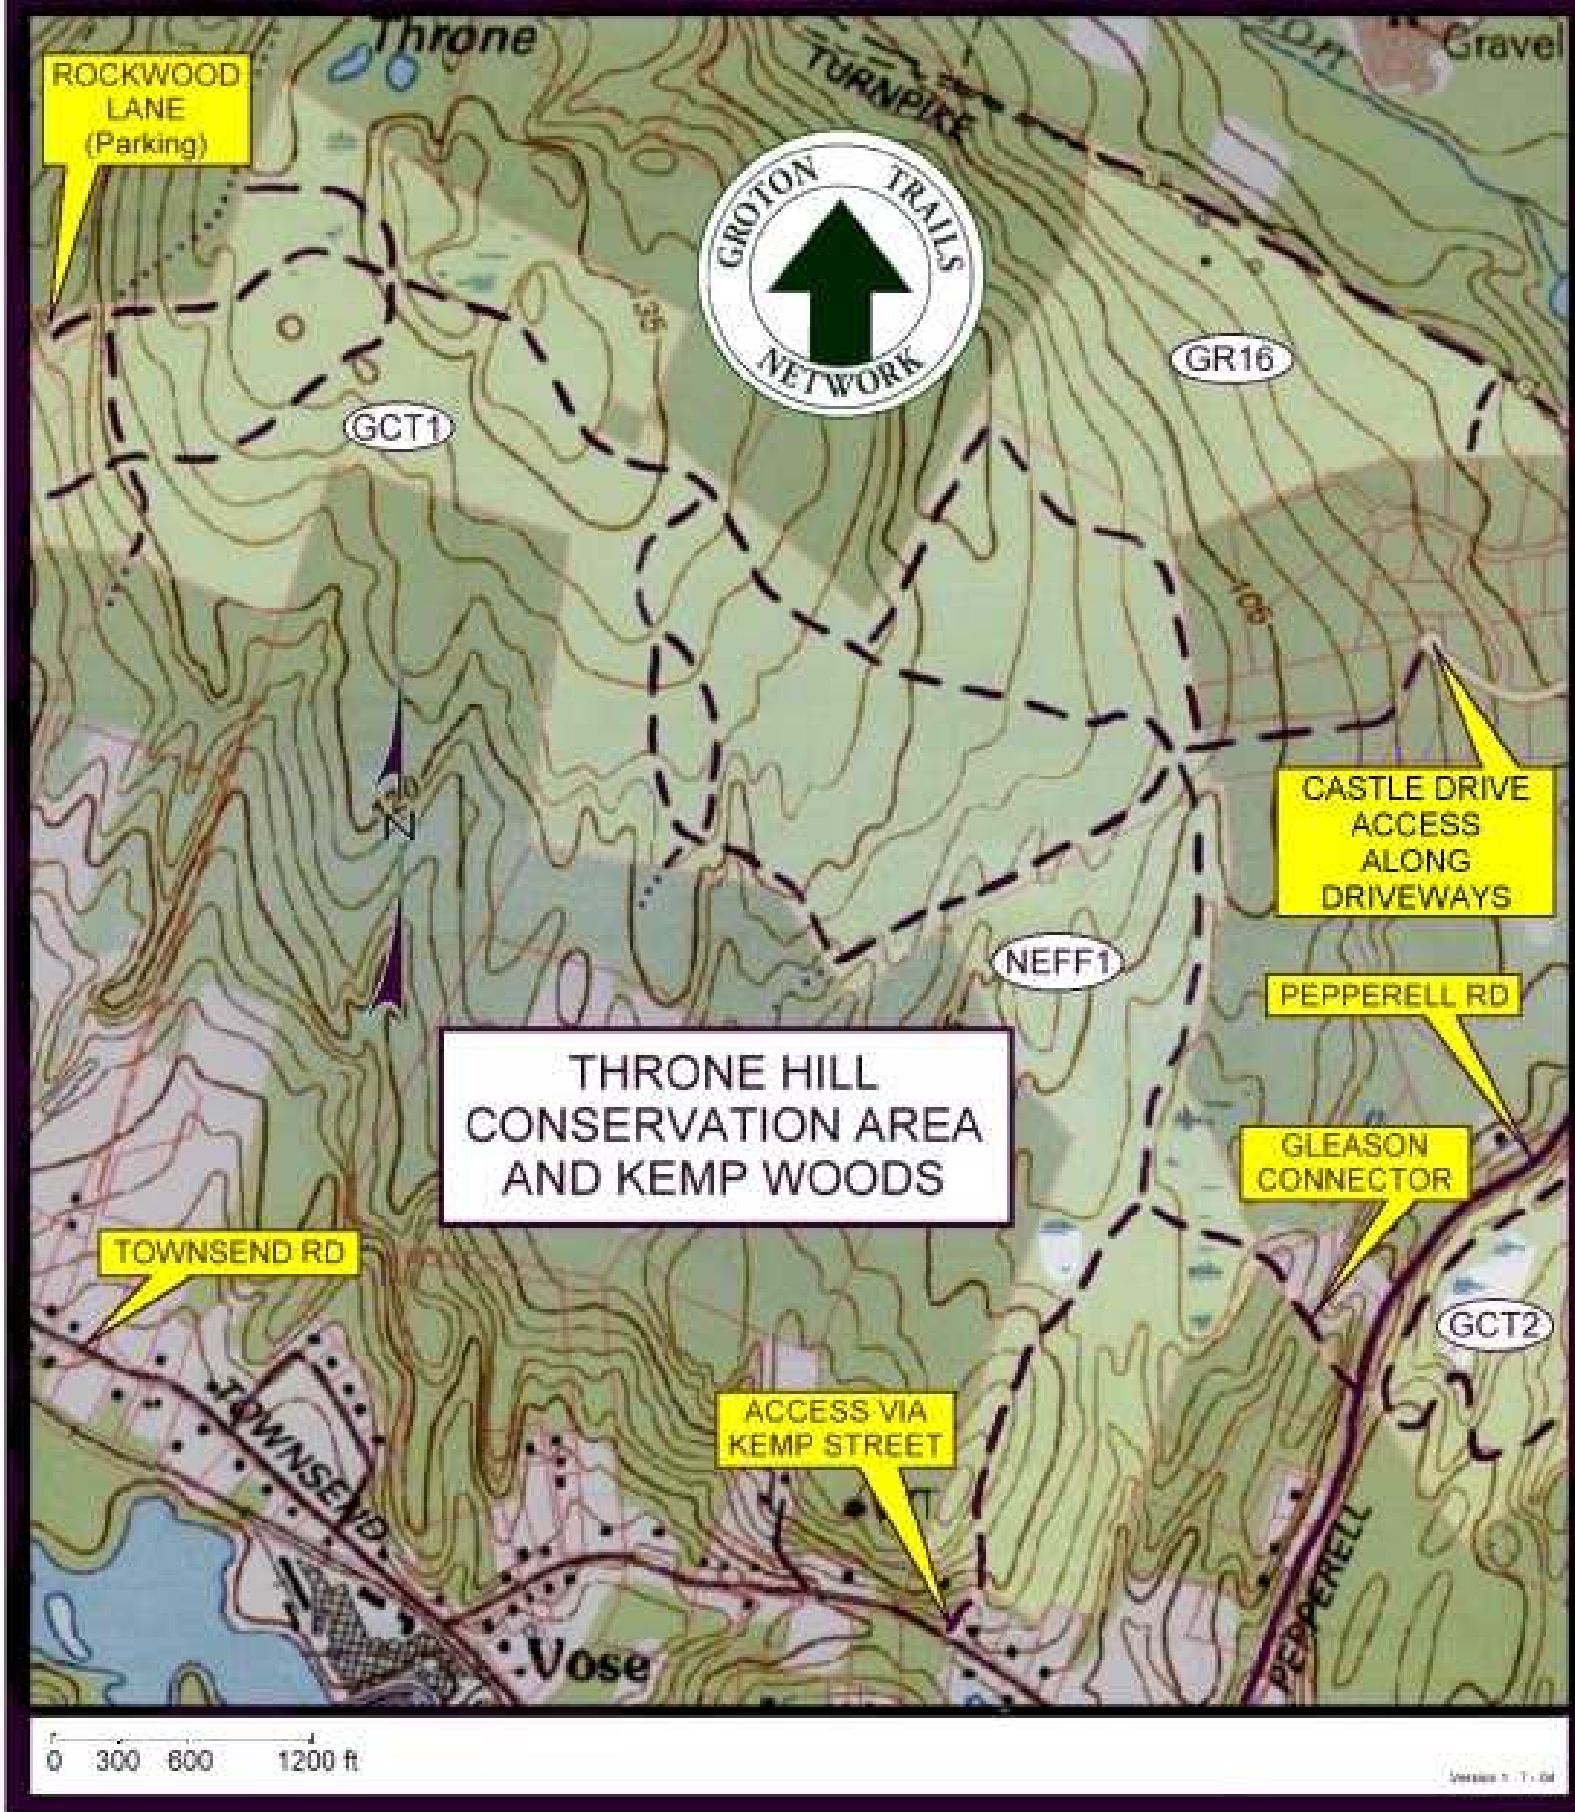 Throne
TURNPIKE
Gravel
ROCKWOOD
LANE
(Parking)
GROTON TRAILS
NETWORK
35
GR16
GCT1
105
N
CASTLE DRIVE
ACCESS
ALONG
DRIVEWAYS
NEFF1
PEPPERELL RD
THRONE HILL
CONSERVATION AREA
AND KEMP WOODS
GLEASON
CONNECTOR
TOWNSEND RD
GCT2
TOWNSEND
ACCESS VIA
KEMP STREET
PEPPERELL
Vose
0 300 600 1200 ft